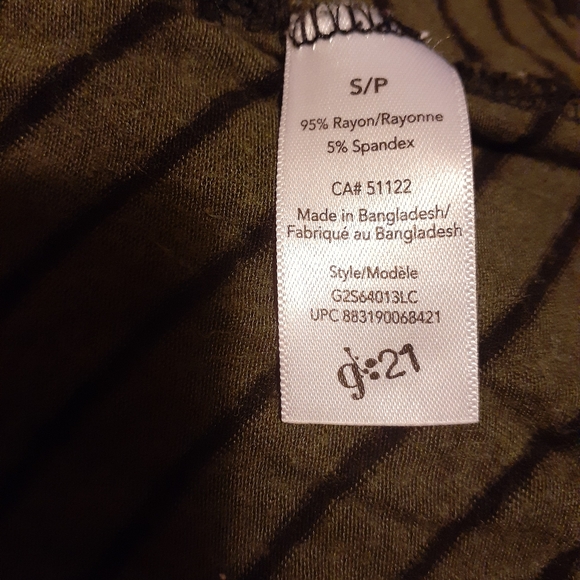 S/P
95% Rayon/Rayonne
5% Spandex
CA# 51122
Made in Bangladesh/
Fabriqué au Bangladesh
Style/Modèle
G2S64013LC
UPC 883190068421
g:21